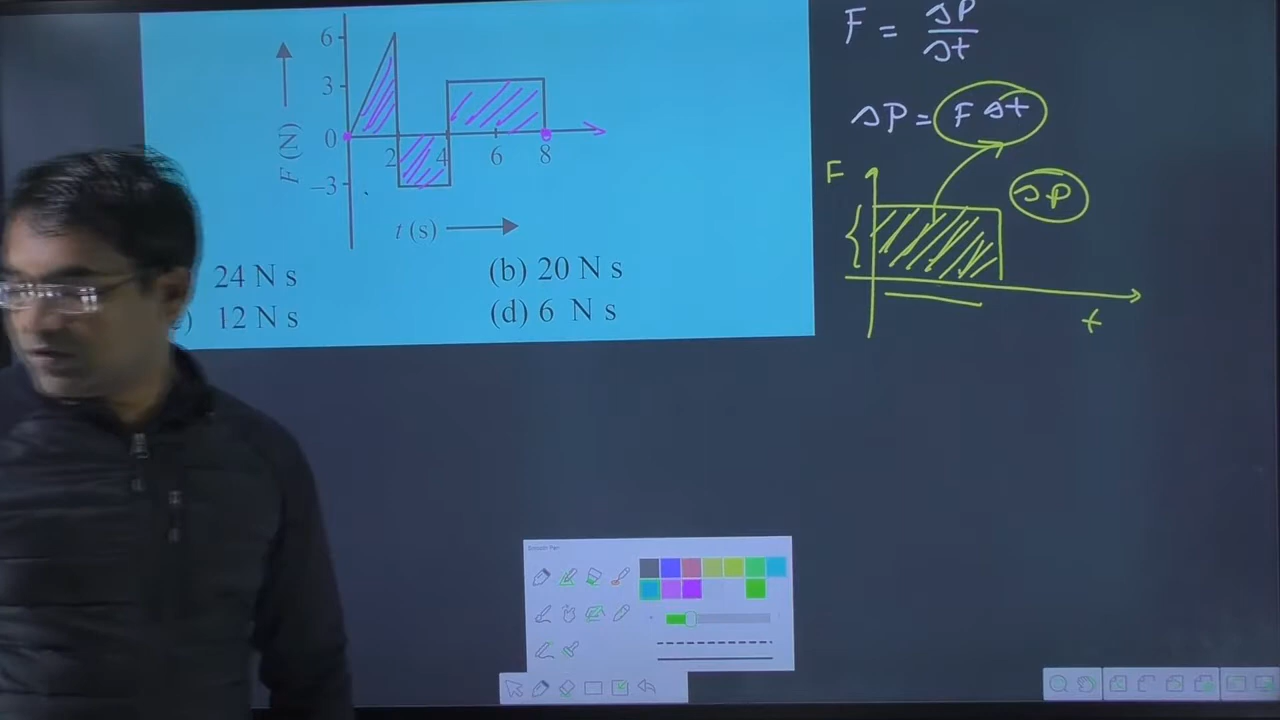 6
3
0
−3
F (N)
2
4
6
8
t (s)
24 N s
(b) 20 N s
) 12 N s
(d) 6 N s
F = ΔP/Δt
ΔP = F Δt
F
ΔP
t